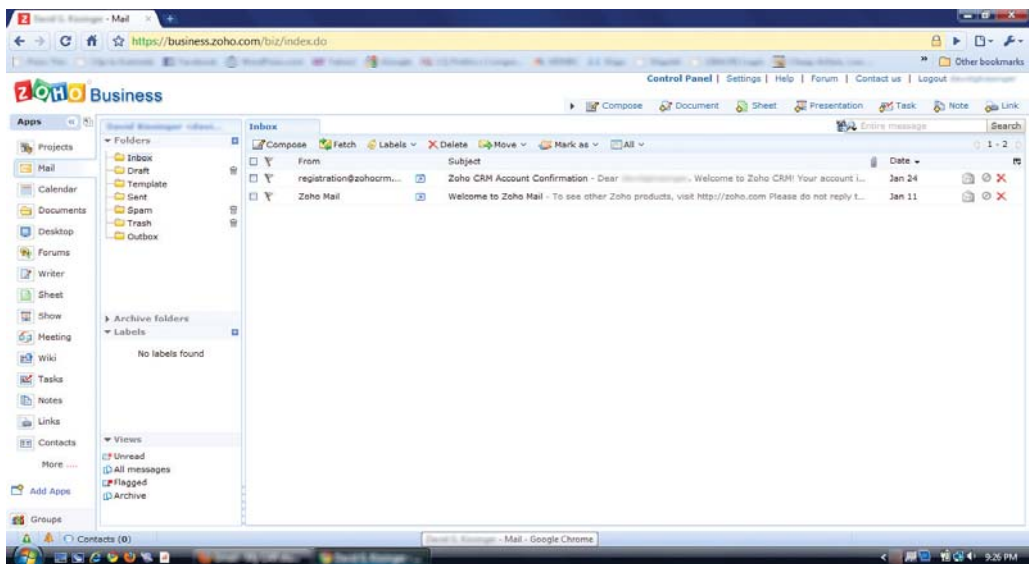 - Mail
https://business.zoho.com/biz/index.do
Other bookmarks
Control Panel | Settings | Help | Forum | Contact us | Logout
ZOHO Business
Compose Document Sheet Presentation Task Note Link
Apps
Inbox
Entire message Search
Projects
Mail
Calendar
Documents
Desktop
Forums
Writer
Sheet
Show
Meeting
Wiki
Tasks
Notes
Links
Contacts
More ....
Add Apps
Groups
Folders
Inbox
Draft
Template
Sent
Spam
Trash
Outbox
Archive folders
Labels
No labels found
Views
Unread
All messages
Flagged
Archive
Compose Fetch Labels Delete Move Mark as All 1 - 2
From Subject Date
registration@zohocrm,... Zoho CRM Account Confirmation - Dear , Welcome to Zoho CRM! Your account i... Jan 24
Zoho Mail Welcome to Zoho Mail - To see other Zoho products, visit http://zoho.com Please do not reply t... Jan 11
Contacts (0)
- Mail - Google Chrome
9:26 PM